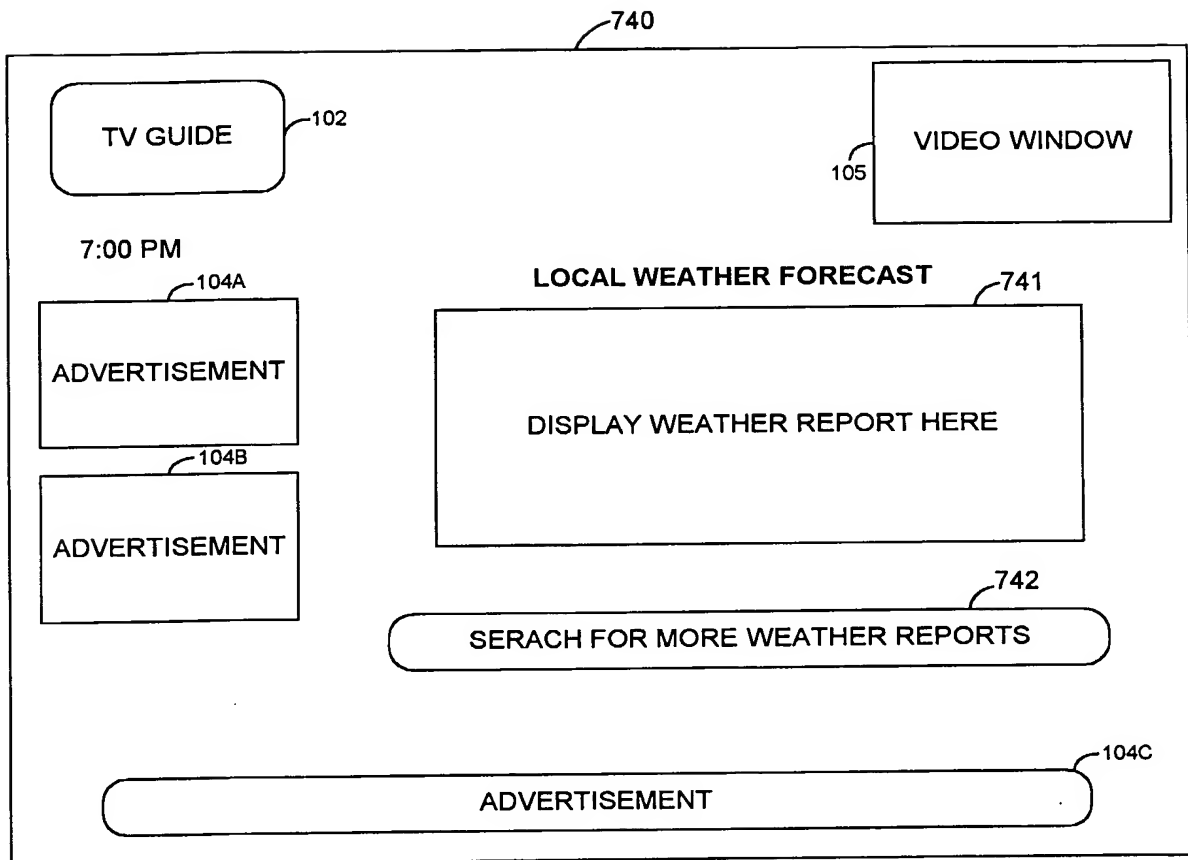 740
TV GUIDE
102
VIDEO WINDOW
105
7:00 PM
LOCAL WEATHER FORECAST
104A
741
ADVERTISEMENT
DISPLAY WEATHER REPORT HERE
104B
ADVERTISEMENT
742
SERACH FOR MORE WEATHER REPORTS
104C
ADVERTISEMENT